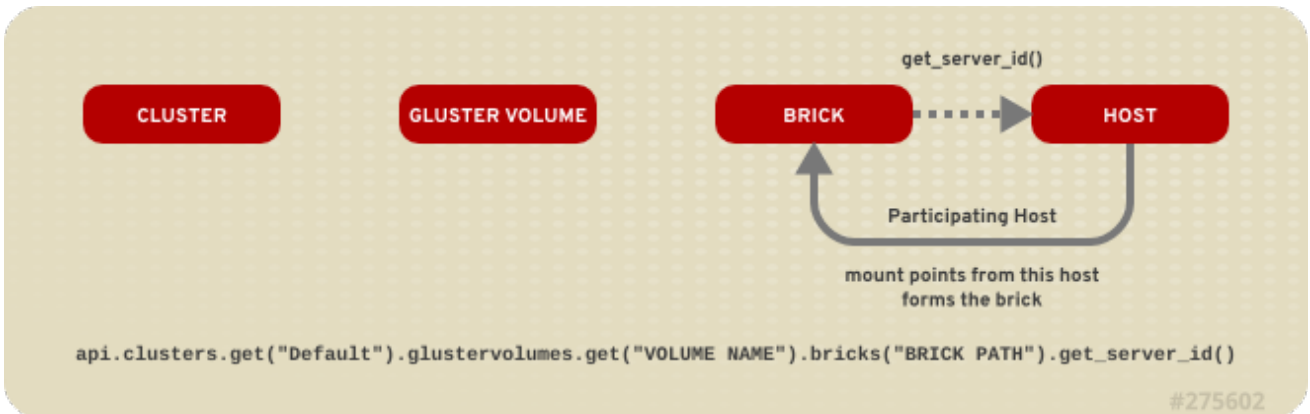 get_server_id()
CLUSTER
GLUSTER VOLUME
BRICK
HOST
Participating Host
mount points from this host
forms the brick
api.clusters.get("Default").glustervolumes.get("VOLUME NAME").bricks("BRICK PATH").get_server_id()
#275602